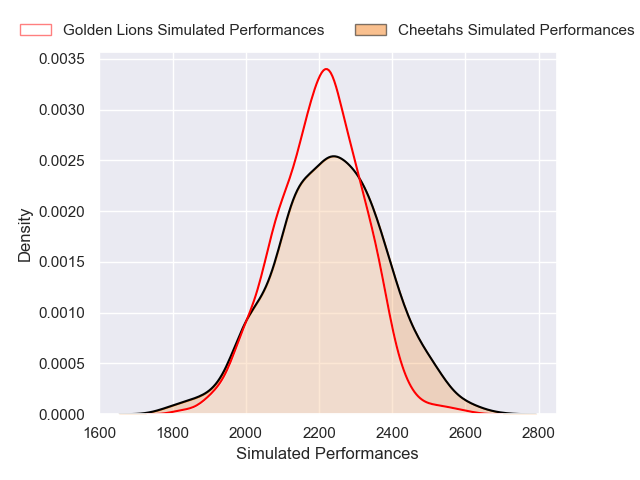 Golden Lions Simulated Performances Cheetahs Simulated Performances
0.0035
0.0030
0.0025
0.0020
0.0015
0.0010
0.0005
0.0000
Density
1600 1800 2000 2200 2400 2600 2800
Simulated Performances